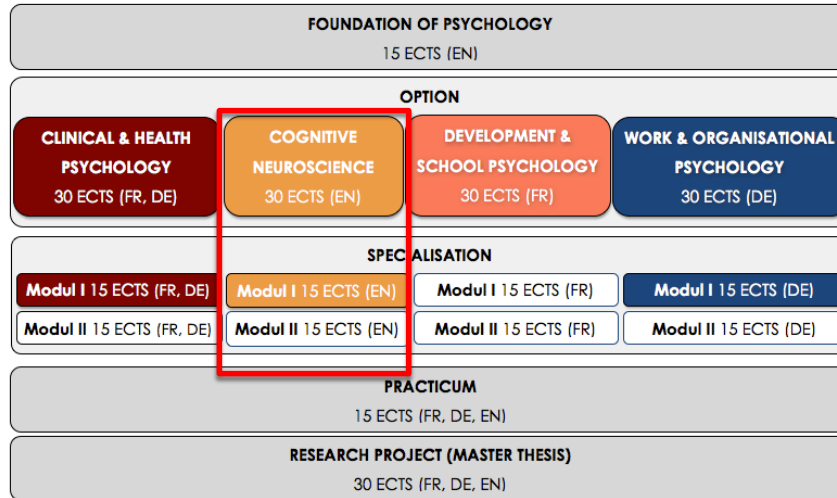 FOUNDATION OF PSYCHOLOGY
15 ECTS (EN)
OPTION
CLINICAL & HEALTH
PSYCHOLOGY
30 ECTS (FR, DE)
COGNITIVE
NEUROSCIENCE
30 ECTS (EN)
DEVELOPMENT &
SCHOOL PSYCHOLOGY
30 ECTS (FR)
WORK & ORGANISATIONAL
PSYCHOLOGY
30 ECTS (DE)
SPECIALISATION
Modul I 15 ECTS (FR, DE)
Modul I 15 ECTS (EN)
Modul I 15 ECTS (FR)
Modul I 15 ECTS (DE)
Modul II 15 ECTS (FR, DE)
Modul II 15 ECTS (EN)
Modul II 15 ECTS (FR)
Modul II 15 ECTS (DE)
PRACTICUM
15 ECTS (FR, DE, EN)
RESEARCH PROJECT (MASTER THESIS)
30 ECTS (FR, DE, EN)